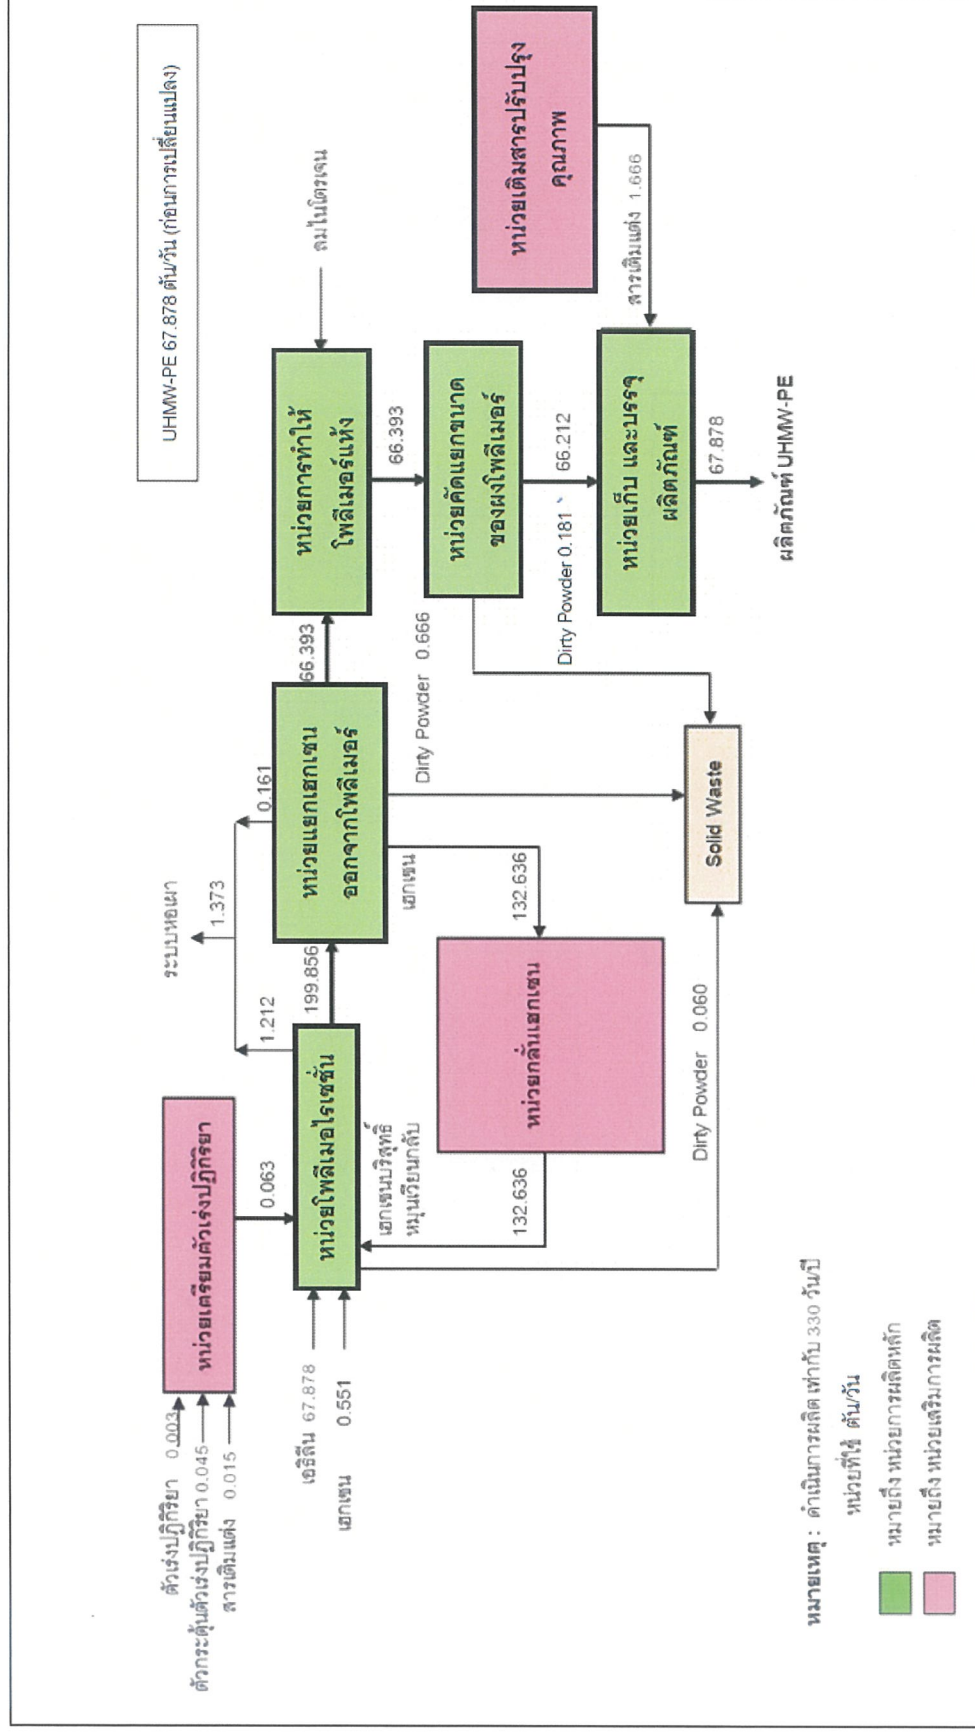 UHMW-PE 67.878 ตัน/วัน (ก่อนการเปลี่ยนแปลง)
ตัวเร่งปฏิกิริยา 0.003
ตัวกระตุ้นตัวเร่งปฏิกิริยา 0.045
สารเติมแต่ง 0.015
หน่วยเตรียมตัวเร่งปฏิกิริยา
0.063
ระบบหอเผา
1.373
1.212
0.161
เอธิลีน 67.878
เฮกเซน 0.551
หน่วยโพลีเมอไรเซชั่น
199.856
หน่วยแยกเฮกเซน
ออกจากโพลีเมอร์
66.393
หน่วยการทำให้
โพลีเมอร์แห้ง
ลมไนโตรเจน
66.393
เฮกเซนบริสุทธิ์
หมุนเวียนกลับ
132.636
หน่วยกลั่นเฮกเซน
เฮกเซน
132.636
Dirty Powder 0.666
หน่วยคัดแยกขนาด
ของผงโพลีเมอร์
Dirty Powder 0.181
66.212
หน่วยเติมสารปรับปรุง
คุณภาพ
สารเติมแต่ง 1.666
หน่วยเก็บ และบรรจุ
ผลิตภัณฑ์
67.878
ผลิตภัณฑ์ UHMW-PE
Dirty Powder 0.060
Solid Waste
หมายเหตุ : ดำเนินการผลิต เท่ากับ 330 วัน/ปี
หน่วยที่ใช้ ตัน/วัน
หมายถึง หน่วยการผลิตหลัก
หมายถึง หน่วยเสริมการผลิต